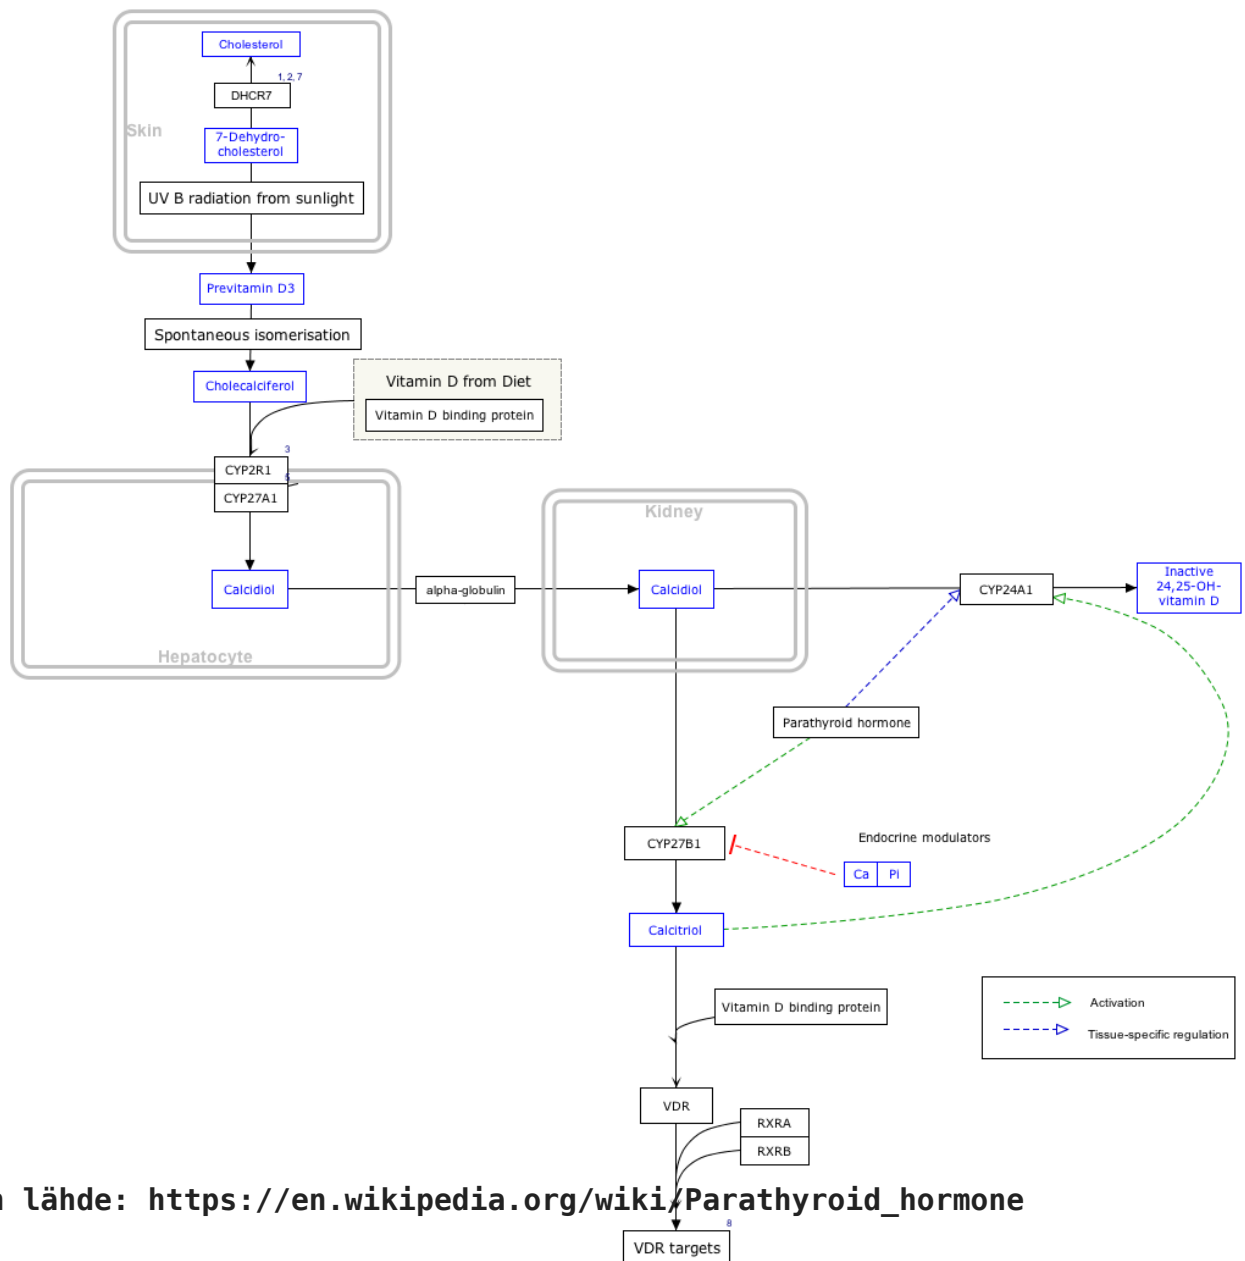 Cholesterol
1, 2, 7
DHCR7
Skin
7-Dehydro-
cholesterol
UV B radiation from sunlight
Previtamin D3
Spontaneous isomerisation
Cholecalciferol
Vitamin D from Diet
Vitamin D binding protein
3
CYP2R1
CYP27A1
Kidney
Calcidiol
alpha-globulin
Calcidiol
CYP24A1
Inactive
24,25-OH-
vitamin D
Hepatocyte
Parathyroid hormone
CYP27B1
Endocrine modulators
Ca
Pi
Calcitriol
Vitamin D binding protein
Activation
Tissue-specific regulation
VDR
RXRA
RXRB
lähde: https://en.wikipedia.org/wiki/Parathyroid_hormone
8
VDR targets